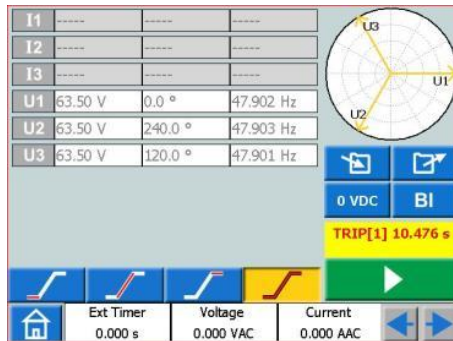 I1 ----- ----- -----
I2 ----- ----- -----
I3 ----- ----- -----
U1 63.50 V 0.0 ° 47.902 Hz
U2 63.50 V 240.0 ° 47.903 Hz
U3 63.50 V 120.0 ° 47.901 Hz
U3
U1
U2
0 VDC BI
TRIP[1] 10.476 s
Ext Timer Voltage Current
0.000 s 0.000 VAC 0.000 AAC